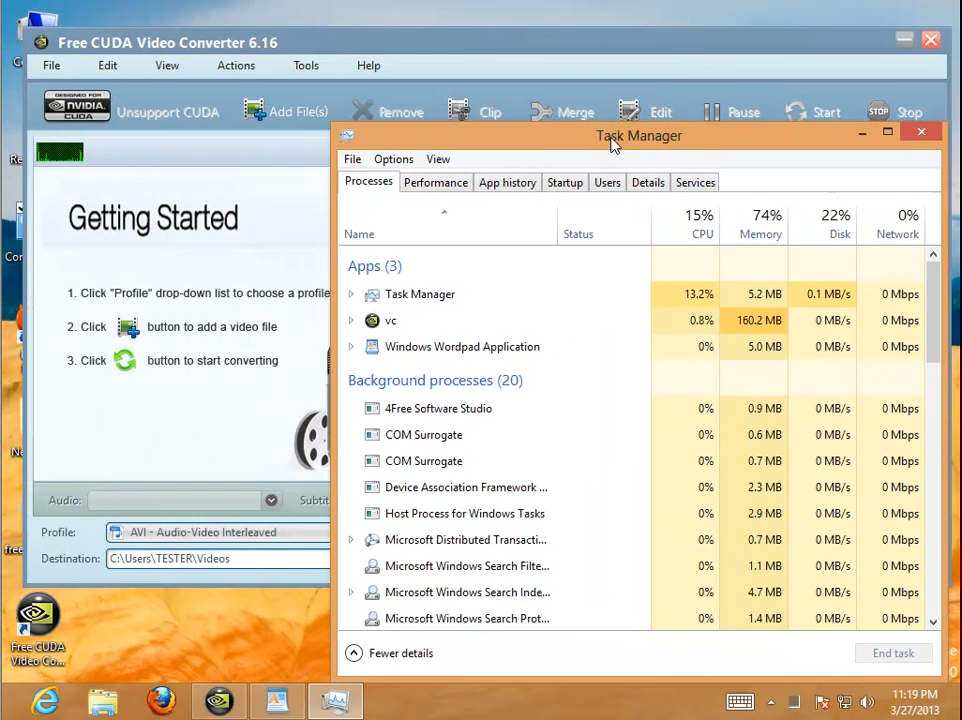 Free CUDA Video Converter 6.16
File Edit View Actions Tools Help
DESIGNED FOR
NVIDIA.
CUDA
Unsupport CUDA Add File(s) Remove Clip Merge Edit Pause Start STOP Stop
Getting Started
1. Click "Profile" drop-down list to choose a profile
2. Click button to add a video file
3. Click button to start converting
Audio: Subtit
Profile: AVI - Audio-Video Interleaved
Destination: C:\Users\TESTER\Videos
Task Manager
File Options View
Processes Performance App history Startup Users Details Services
15% 74% 22% 0%
Name Status CPU Memory Disk Network
Apps (3)
Task Manager 13.2% 5.2 MB 0.1 MB/s 0 Mbps
vc 0.8% 160.2 MB 0 MB/s 0 Mbps
Windows Wordpad Application 0% 5.0 MB 0 MB/s 0 Mbps
Background processes (20)
4Free Software Studio 0% 0.9 MB 0 MB/s 0 Mbps
COM Surrogate 0% 0.6 MB 0 MB/s 0 Mbps
COM Surrogate 0% 0.7 MB 0 MB/s 0 Mbps
Device Association Framework ... 0% 2.3 MB 0 MB/s 0 Mbps
Host Process for Windows Tasks 0% 2.9 MB 0 MB/s 0 Mbps
Microsoft Distributed Transacti... 0% 0.7 MB 0 MB/s 0 Mbps
Microsoft Windows Search Filte... 0% 1.1 MB 0 MB/s 0 Mbps
Microsoft Windows Search Inde... 0% 4.7 MB 0 MB/s 0 Mbps
Microsoft Windows Search Prot... 0% 1.4 MB 0 MB/s 0 Mbps
Fewer details End task
Re
Cor
Ne
free
Free CUDA
Video Co...
11:19 PM
3/27/2013